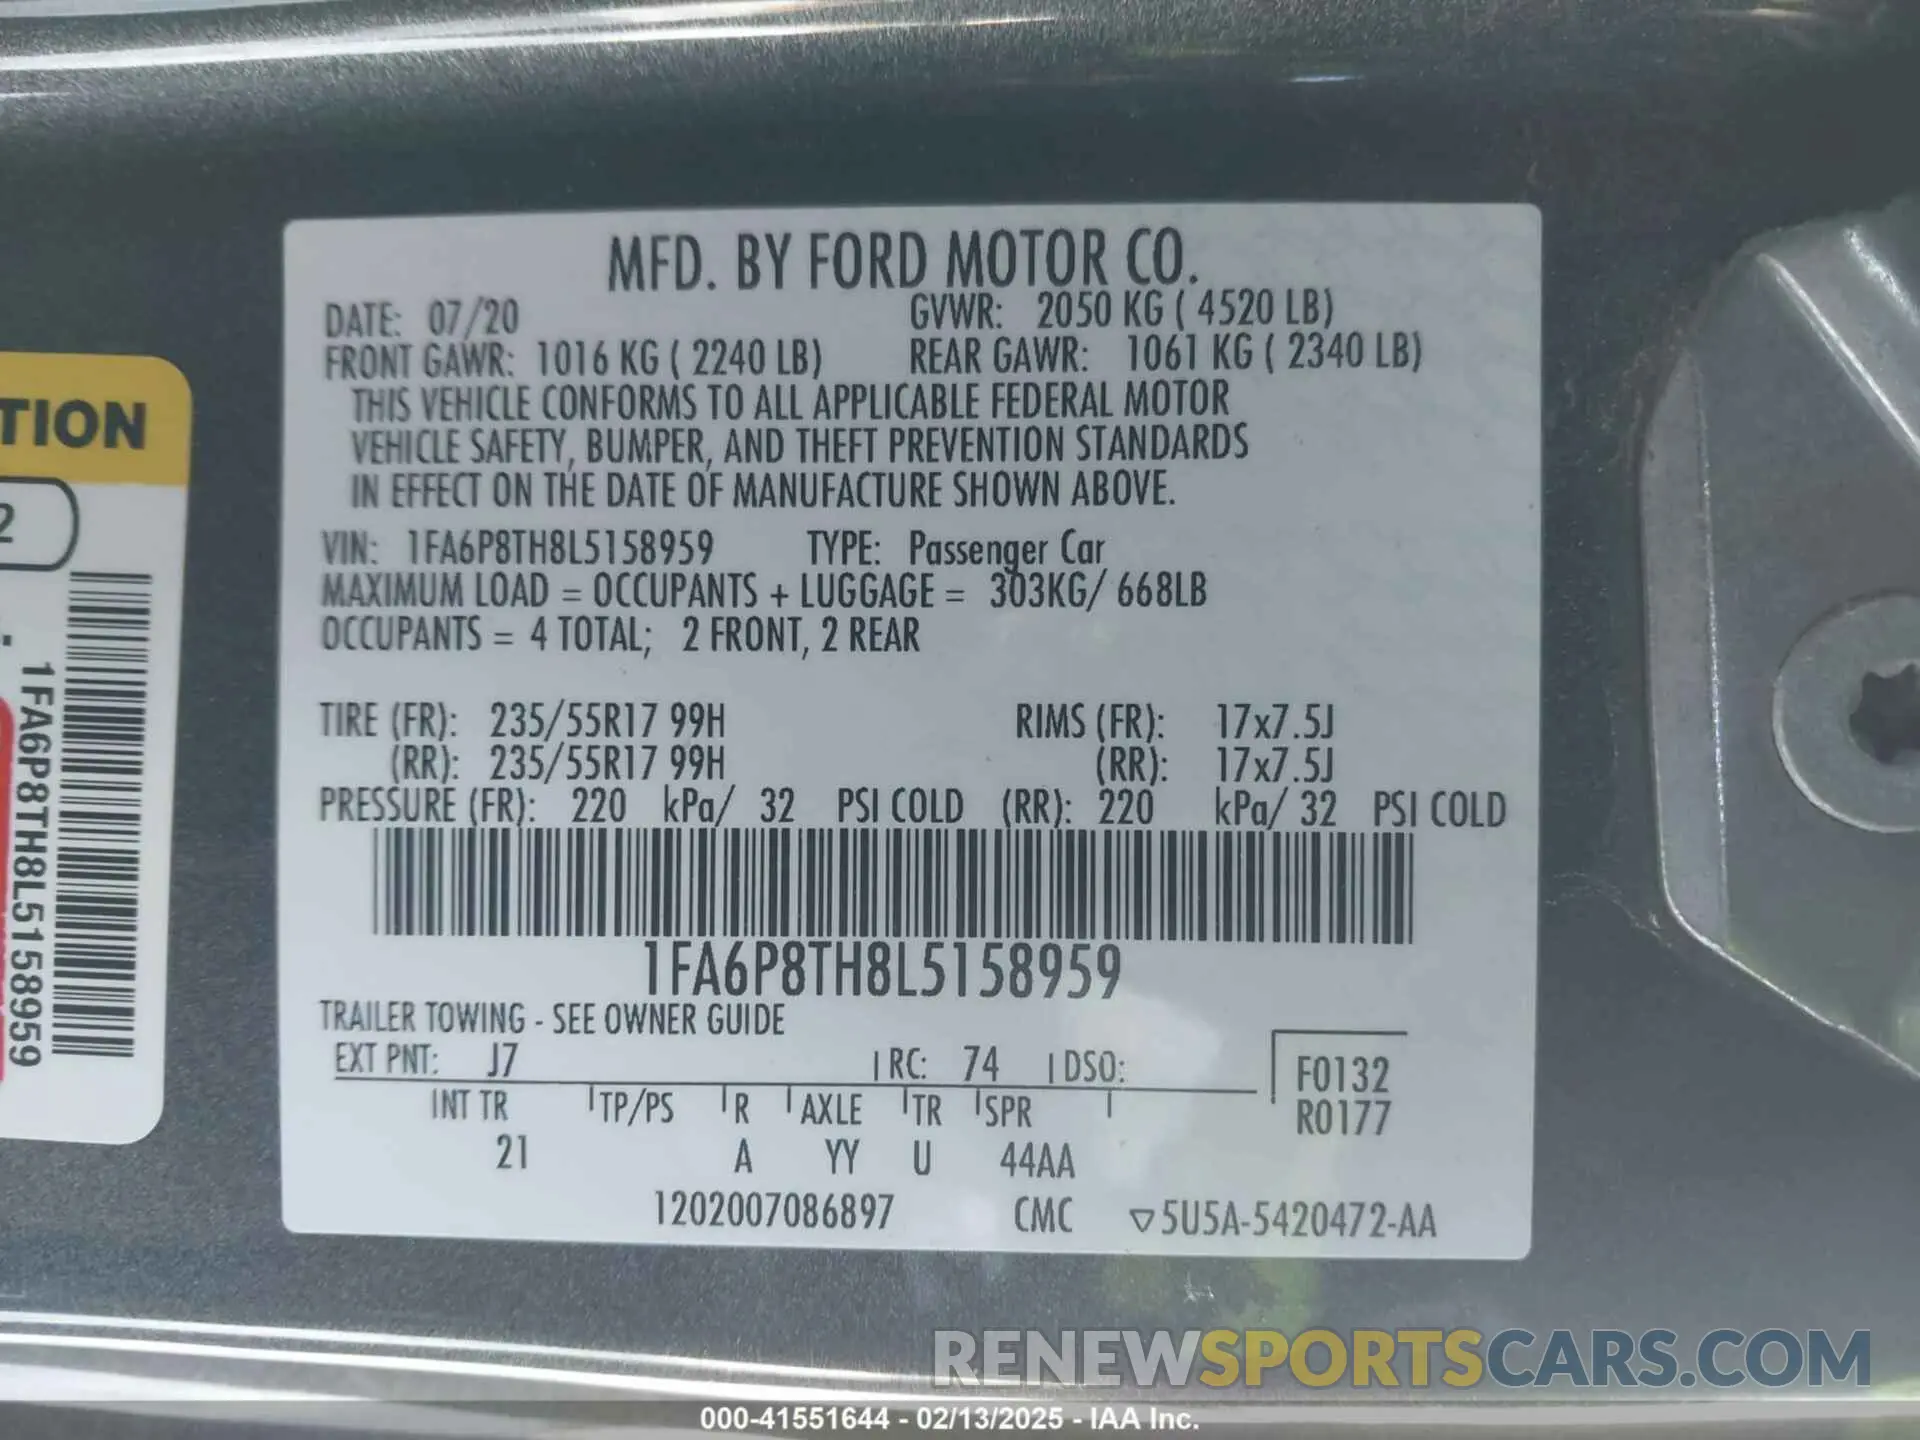 MFD. BY FORD MOTOR CO.
DATE: 07/20 GVWR: 2050 KG ( 4520 LB)
FRONT GAWR: 1016 KG ( 2240 LB) REAR GAWR: 1061 KG ( 2340 LB)
THIS VEHICLE CONFORMS TO ALL APPLICABLE FEDERAL MOTOR
VEHICLE SAFETY, BUMPER, AND THEFT PREVENTION STANDARDS
IN EFFECT ON THE DATE OF MANUFACTURE SHOWN ABOVE.
VIN: 1FA6P8TH8L5158959 TYPE: Passenger Car
MAXIMUM LOAD = OCCUPANTS + LUGGAGE = 303KG/ 668LB
OCCUPANTS = 4 TOTAL; 2 FRONT, 2 REAR
TIRE (FR): 235/55R17 99H RIMS (FR): 17x7.5J
(RR): 235/55R17 99H (RR): 17x7.5J
PRESSURE (FR): 220 kPa/ 32 PSI COLD (RR): 220 kPa/ 32 PSI COLD
1FA6P8TH8L5158959
TRAILER TOWING - SEE OWNER GUIDE
EXT PNT: J7 RC: 74 DSO: F0132
INT TR TP/PS R AXLE TR SPR R0177
21 A YY U 44AA
1202007086897 CMC ▽5U5A-5420472-AA
TION
2
1FA6P8TH8L5158959
RENEWSPORTSCARS.COM
000-41551644 - 02/13/2025 - IAA Inc.